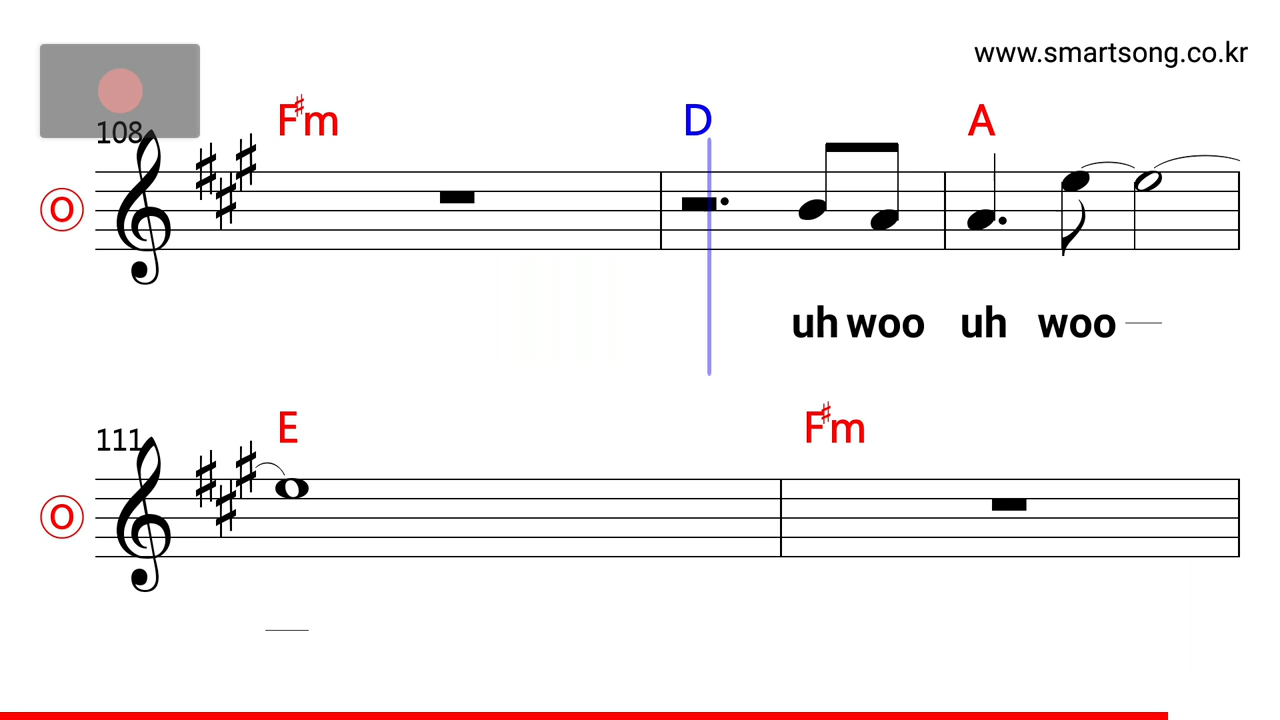 www.smartsong.co.kr
F♯m D A
108
O
uh woo uh woo
E F♯m
111
O